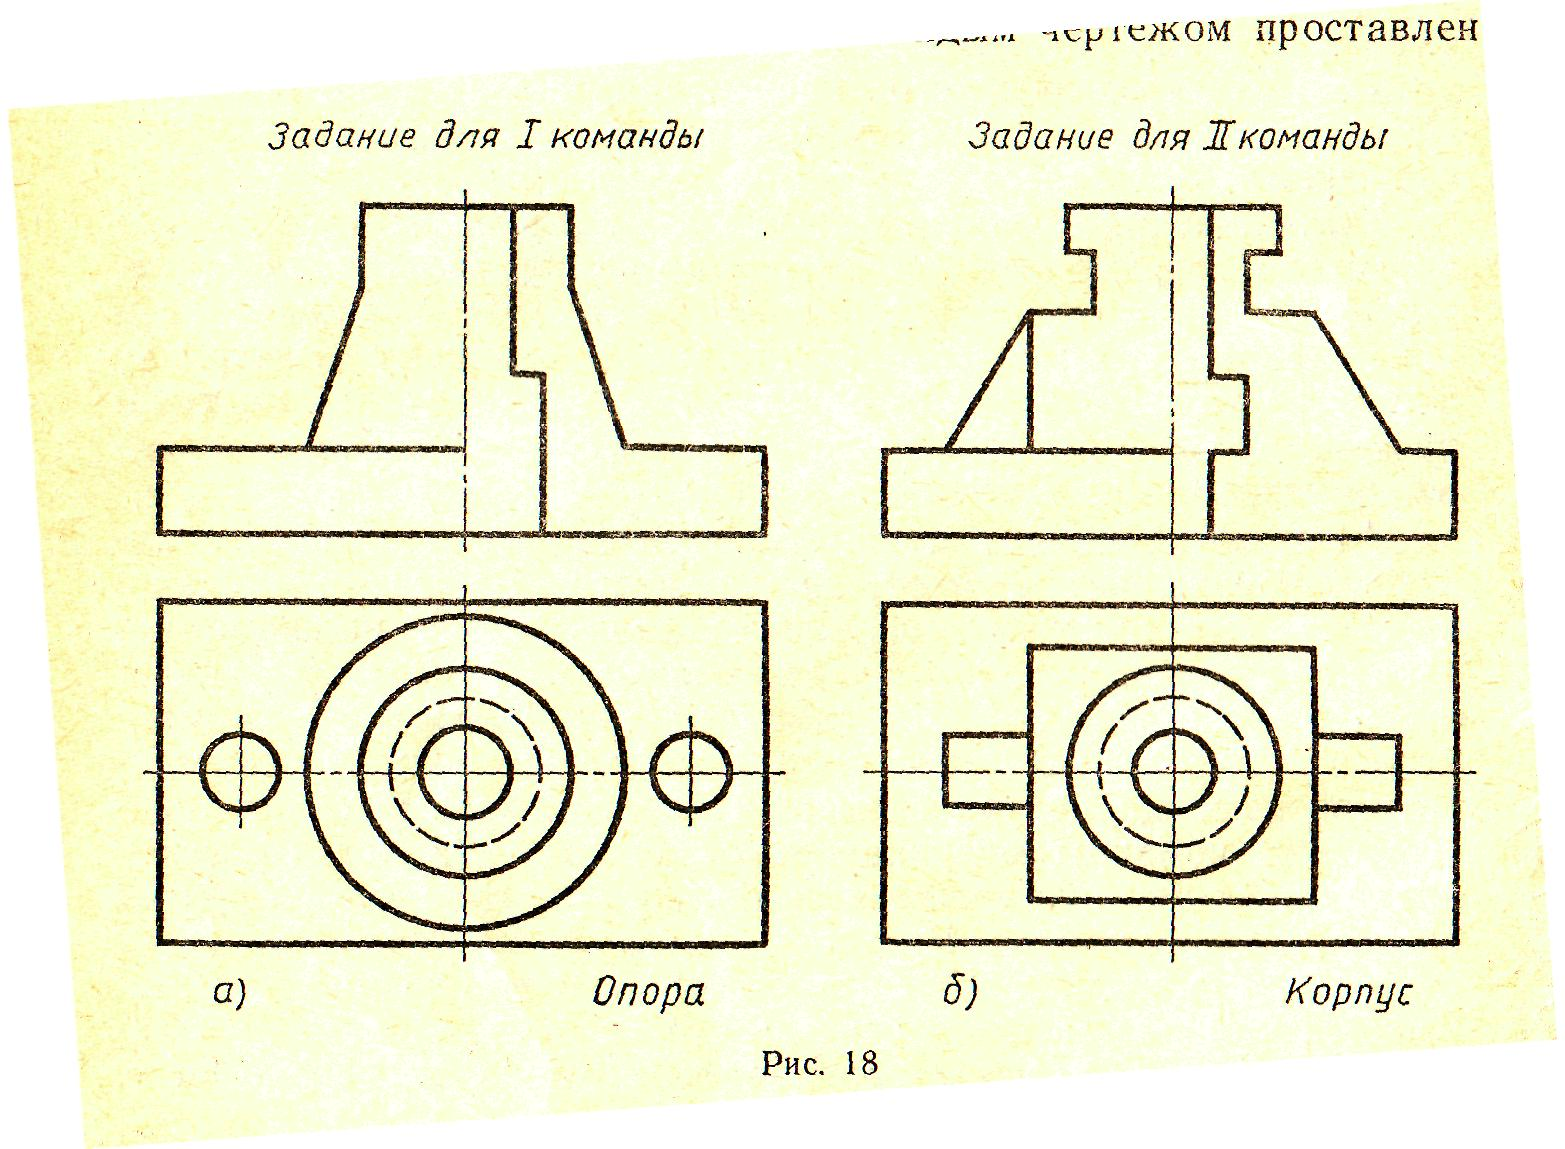 чертежом проставлен
Задание для I команды
Задание для II команды
а) Опора
б) Корпус
Рис. 18